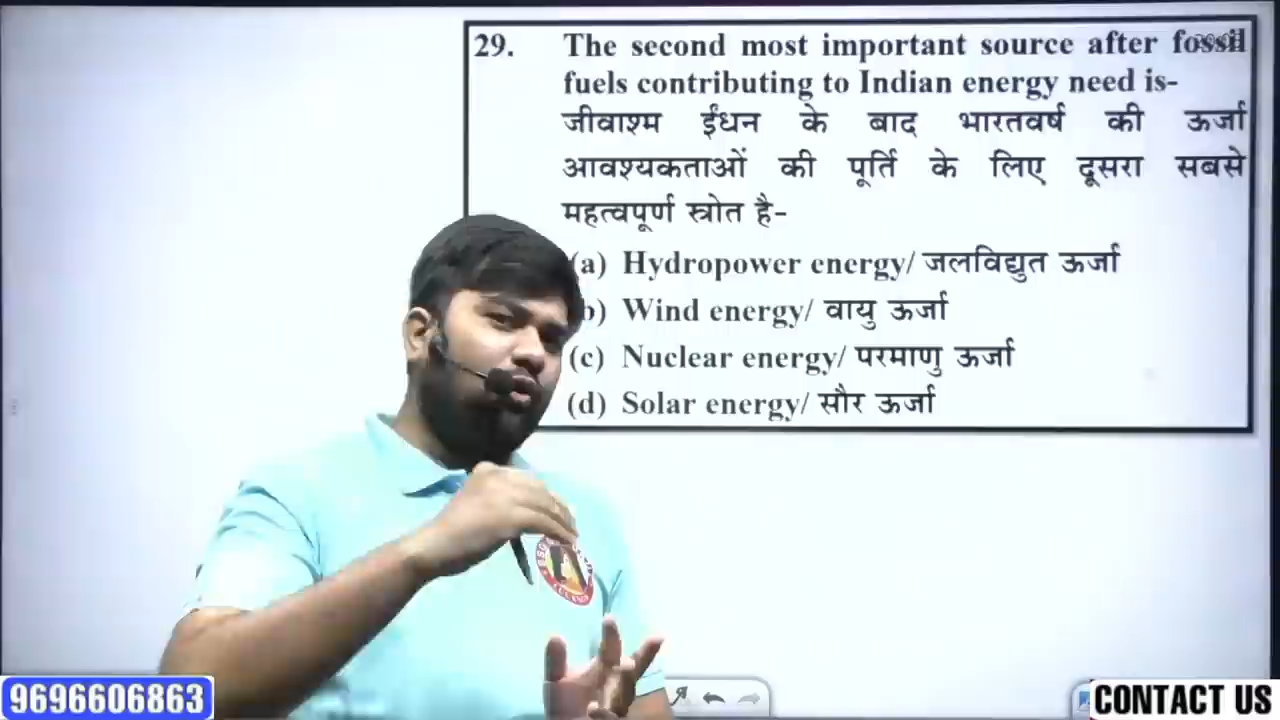 29. The second most important source after fossil
fuels contributing to Indian energy need is-
जीवाश्म ईंधन के बाद भारतवर्ष की ऊर्जा
आवश्यकताओं की पूर्ति के लिए दूसरा सबसे
महत्वपूर्ण स्त्रोत है-
(a) Hydropower energy/ जलविद्युत ऊर्जा
b) Wind energy/ वायु ऊर्जा
(c) Nuclear energy/ परमाणु ऊर्जा
(d) Solar energy/ सौर ऊर्जा
9696606863
CONTACT US